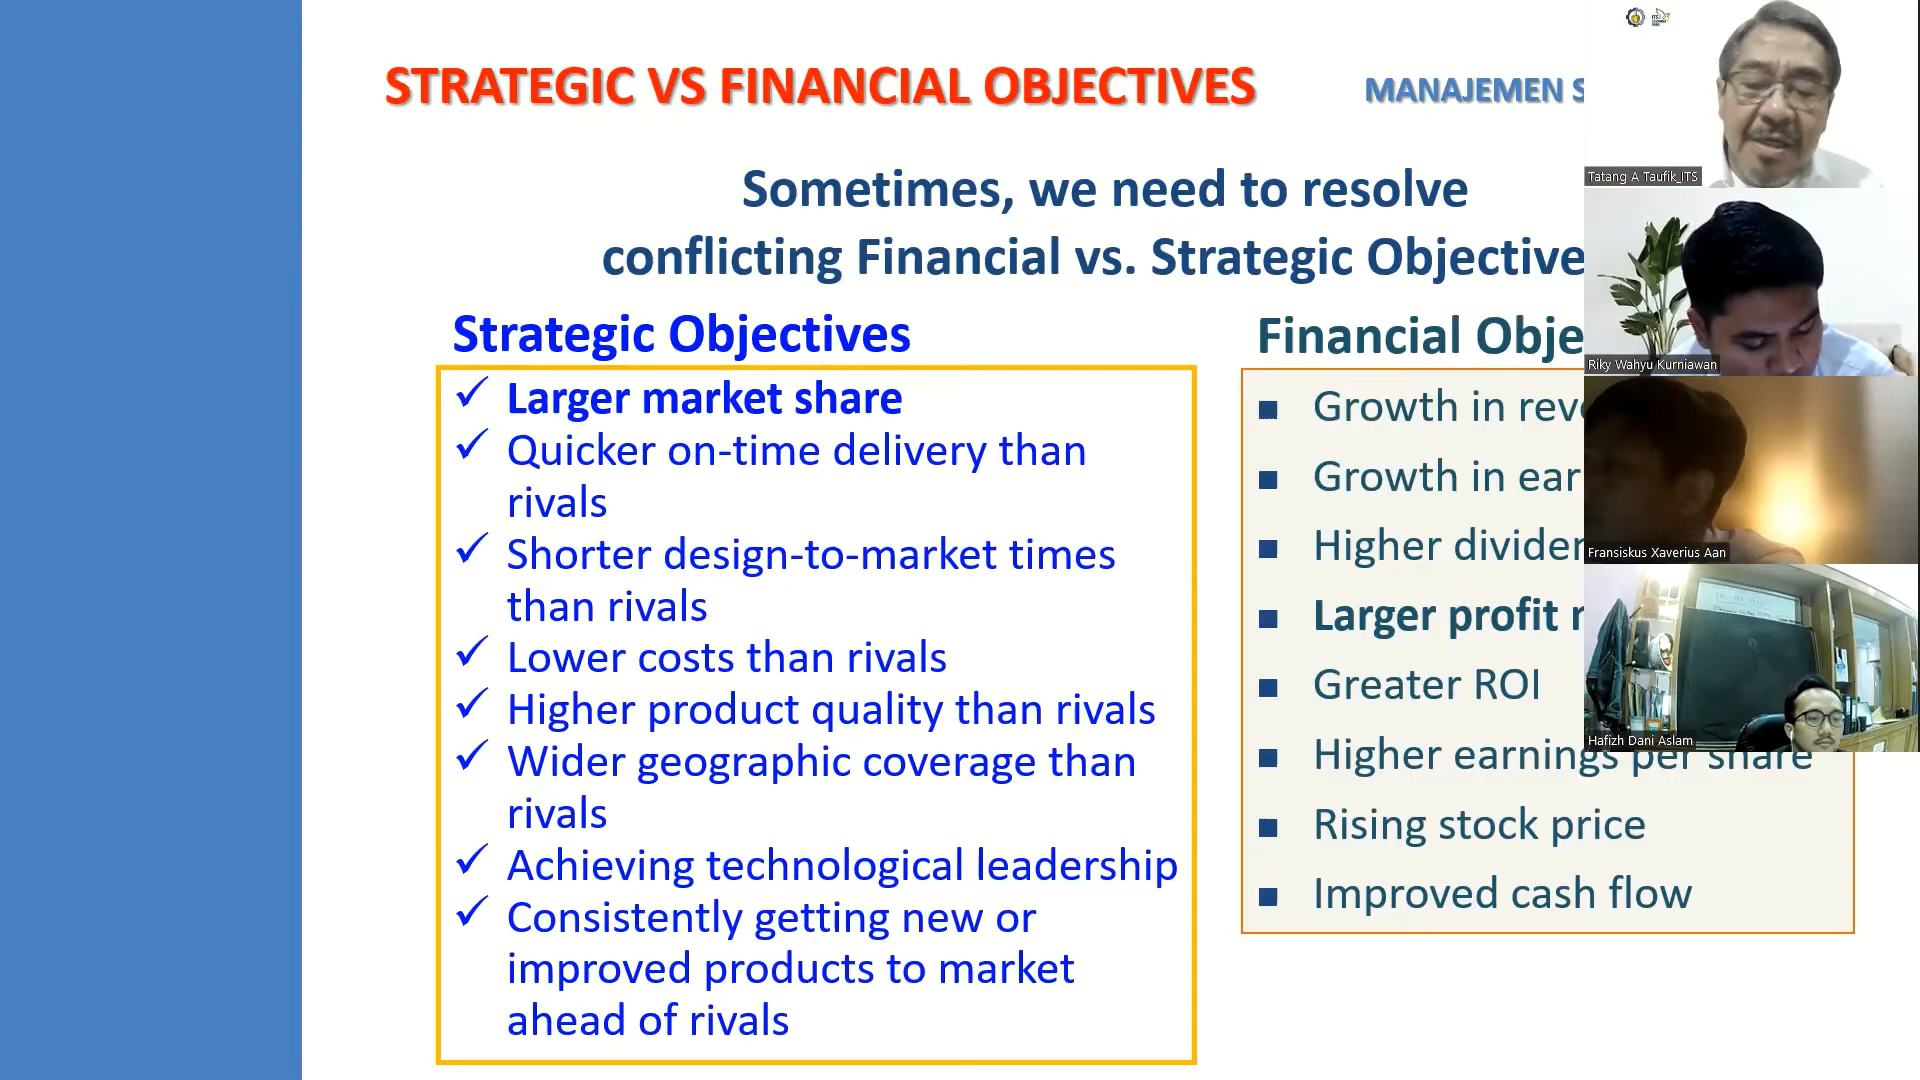 STRATEGIC VS FINANCIAL OBJECTIVES
MANAJEMEN
Sometimes, we need to resolve
conflicting Financial vs. Strategic Objective
Strategic Objectives
Larger market share
Quicker on-time delivery than
rivals
Shorter design-to-market times
than rivals
Lower costs than rivals
Higher product quality than rivals
Wider geographic coverage than
rivals
Achieving technological leadership
Consistently getting new or
improved products to market
ahead of rivals
Financial
Growth in
Growth in
Higher
Larger profit
Greater ROI
Higher earnings per share
Rising stock price
Improved cash flow
Tatang A Taufik_ITS
Riky Wahyu Kurniawan
Fransiskus Xaverius Aan
Hafizh Dani Aslam